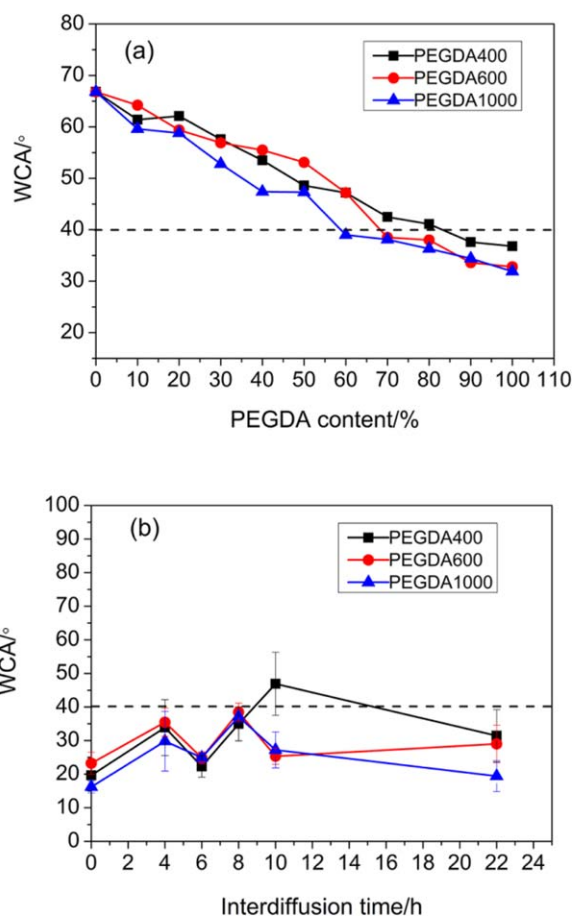 (a)
PEGDA400
PEGDA600
PEGDA1000
WCA/°
80
70
60
50
40
30
20
0 10 20 30 40 50 60 70 80 90 100 110
PEGDA content/%
(b)
PEGDA400
PEGDA600
PEGDA1000
WCA/°
100
90
80
70
60
50
40
30
20
10
0
0 2 4 6 8 10 12 14 16 18 20 22 24
Interdiffusion time/h